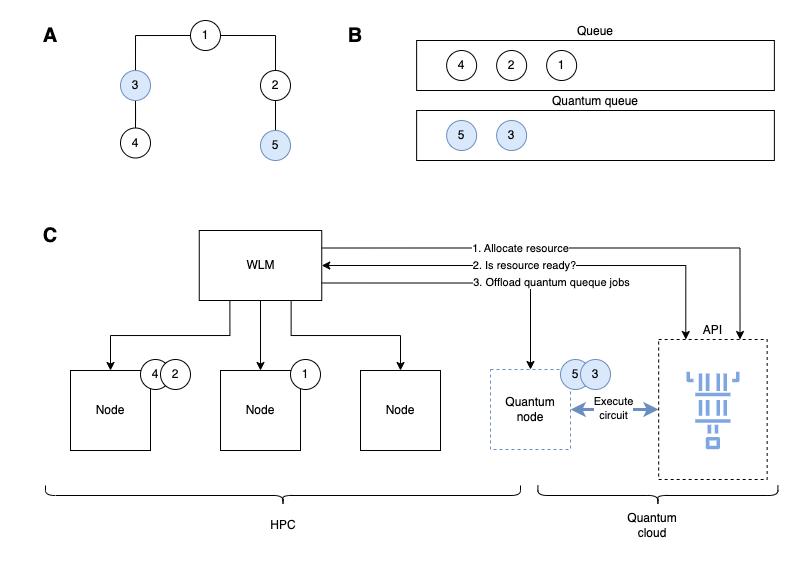 A
1
3
2
4
5
B
Queue
4 2 1
Quantum queue
5 3
C
WLM
1. Allocate resource
2. Is resource ready?
3. Offload quantum queque jobs
API
4 2
1
5 3
Node
Node
Node
Quantum
node
Execute
circuit
HPC
Quantum
cloud